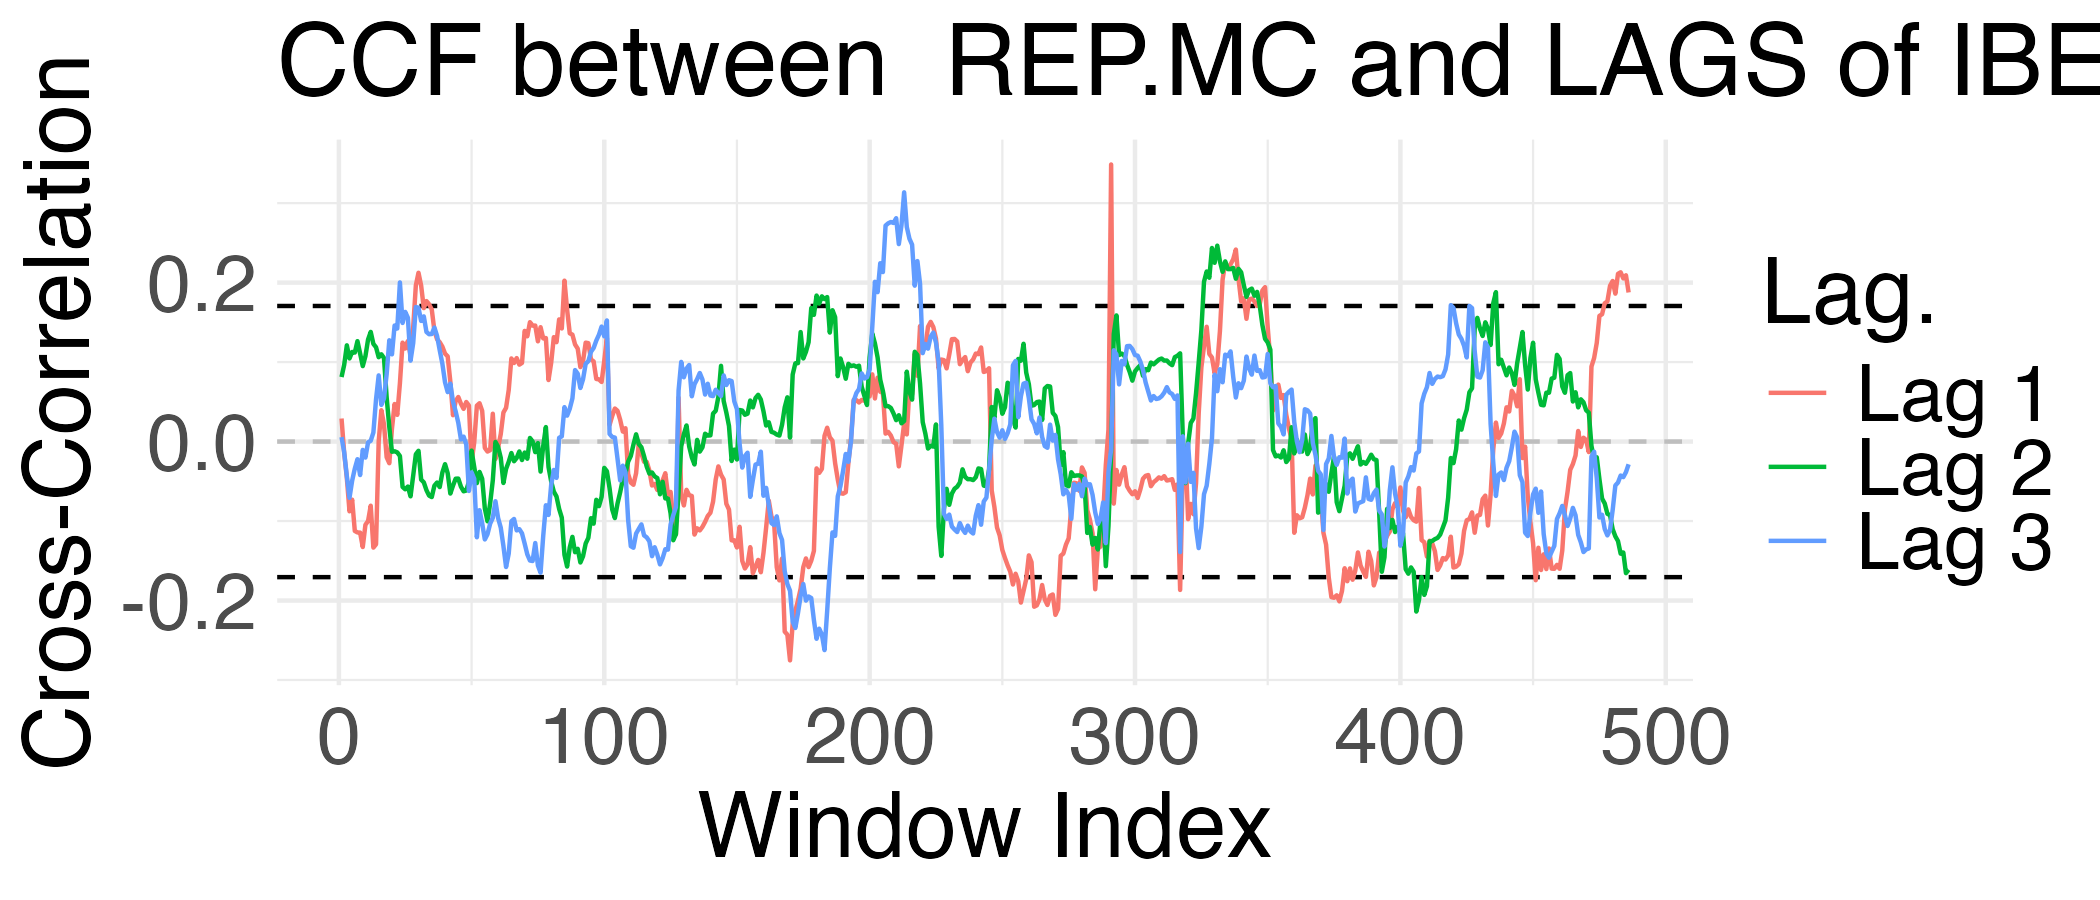 CCF between  REP.MC and LAGS of IBE
Cross-Correlation
0.2
0.0
-0.2
0
100
200
300
400
500
Window Index
Lag.
Lag 1
Lag 2
Lag 3